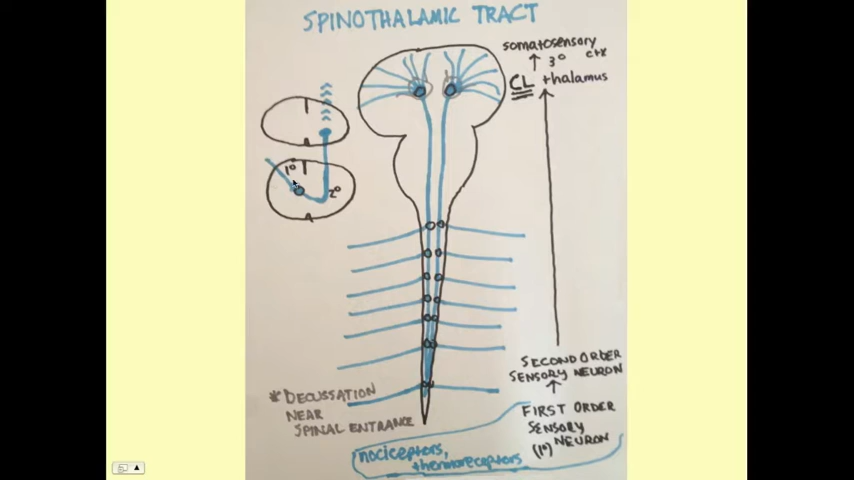 SPINOTHALAMIC TRACT
somatosensory
ctx
3°
CL thalamus
1°
2°
SECOND ORDER
SENSORY NEURON
FIRST ORDER
SENSORY
(1°) NEURON
*DECUSSATION
NEAR
SPINAL ENTRANCE
nociceptors,
thermoreceptors